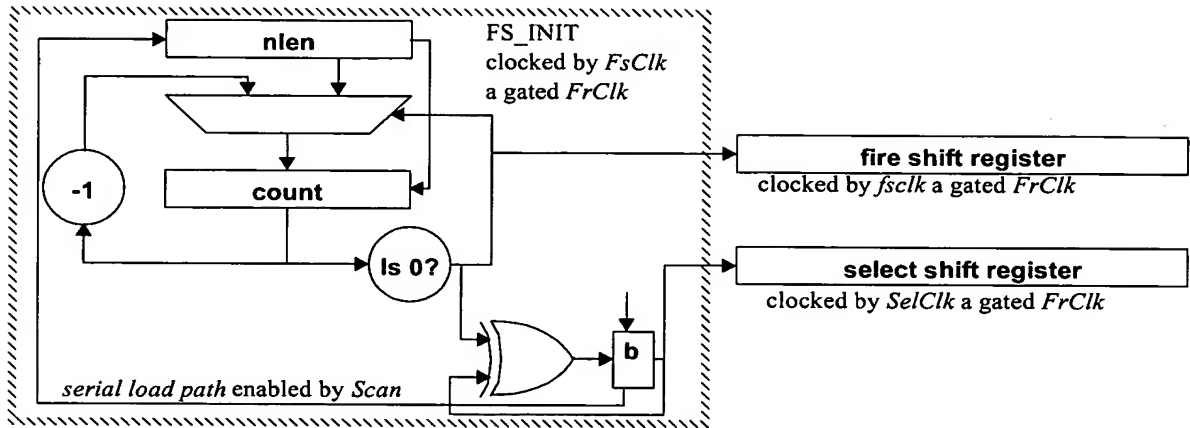 nlen
FS_INIT
clocked by FsClk
a gated FrClk
-1
count
Is 0?
fire shift register
clocked by fsclk a gated FrClk
select shift register
clocked by SelClk a gated FrClk
b
serial load path enabled by Scan